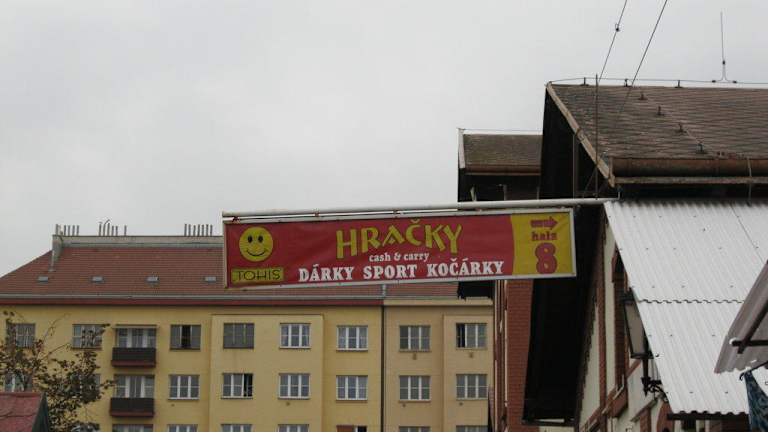 HRAČKY
cash & carry
TOHIS
DÁRKY SPORT KOČÁRKY
hala
8